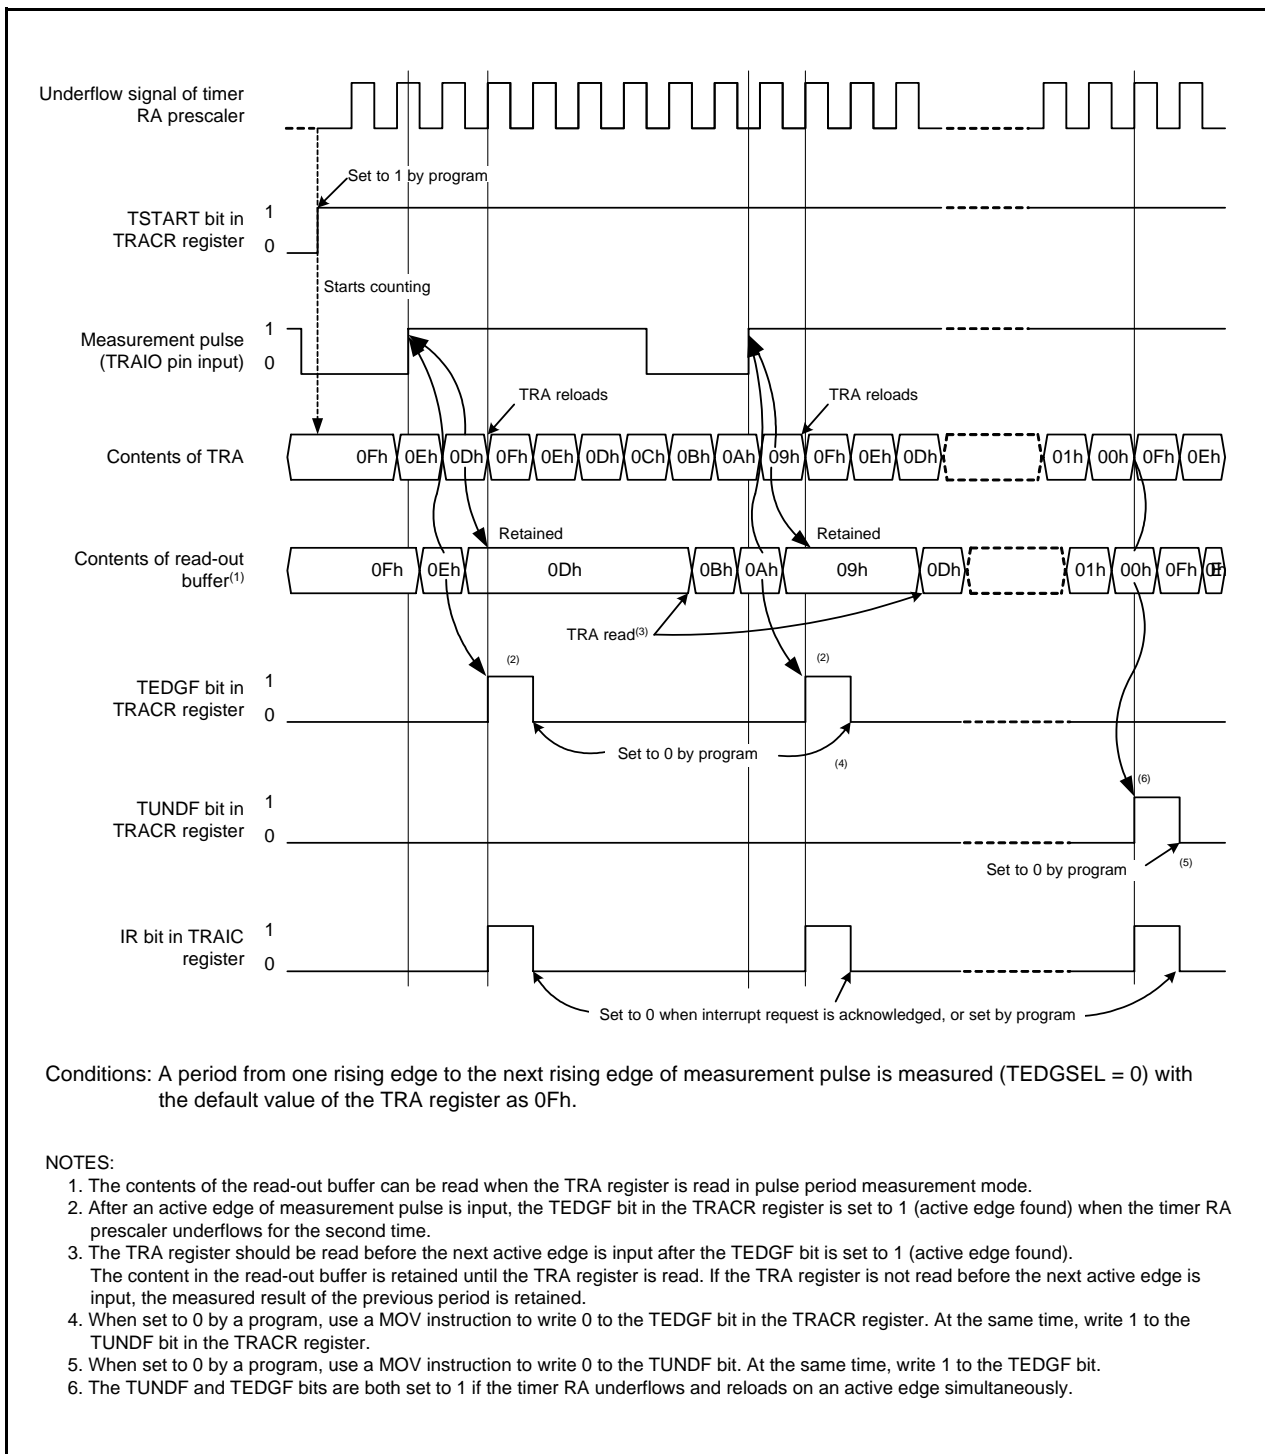 Underflow signal of timer
RA prescaler
Set to 1 by program
TSTART bit in
TRACR register
1
0
Starts counting
Measurement pulse
(TRAIO pin input)
1
0
TRA reloads
TRA reloads
Contents of TRA
0Fh 0Eh 0Dh 0Fh 0Eh 0Dh 0Ch 0Bh 0Ah 09h 0Fh 0Eh 0Dh 01h 00h 0Fh 0Eh
Retained
Retained
Contents of read-out
buffer(1)
0Fh 0Eh 0Dh 0Bh 0Ah 09h 0Dh 01h 00h 0Fh
TRA read(3)
(2)
(2)
TEDGF bit in
TRACR register
1
0
Set to 0 by program
(4)
(6)
TUNDF bit in
TRACR register
1
0
Set to 0 by program
(5)
IR bit in TRAIC
register
1
0
Set to 0 when interrupt request is acknowledged, or set by program
Conditions: A period from one rising edge to the next rising edge of measurement pulse is measured (TEDGSEL = 0) with
the default value of the TRA register as 0Fh.
NOTES:
1. The contents of the read-out buffer can be read when the TRA register is read in pulse period measurement mode.
2. After an active edge of measurement pulse is input, the TEDGF bit in the TRACR register is set to 1 (active edge found) when the timer RA
prescaler underflows for the second time.
3. The TRA register should be read before the next active edge is input after the TEDGF bit is set to 1 (active edge found).
The content in the read-out buffer is retained until the TRA register is read. If the TRA register is not read before the next active edge is
input, the measured result of the previous period is retained.
4. When set to 0 by a program, use a MOV instruction to write 0 to the TEDGF bit in the TRACR register. At the same time, write 1 to the
TUNDF bit in the TRACR register.
5. When set to 0 by a program, use a MOV instruction to write 0 to the TUNDF bit. At the same time, write 1 to the TEDGF bit.
6. The TUNDF and TEDGF bits are both set to 1 if the timer RA underflows and reloads on an active edge simultaneously.